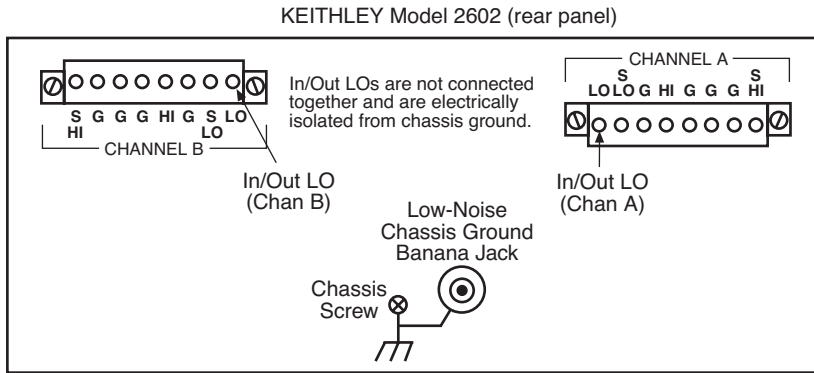 KEITHLEY Model 2602 (rear panel)
S G G G HI G S LO
HI LO
CHANNEL B
In/Out LOs are not connected
together and are electrically
isolated from chassis ground.
CHANNEL A
S S
LO LO G HI G G G HI
In/Out LO
(Chan B)
In/Out LO
(Chan A)
Low-Noise
Chassis Ground
Banana Jack
Chassis
Screw